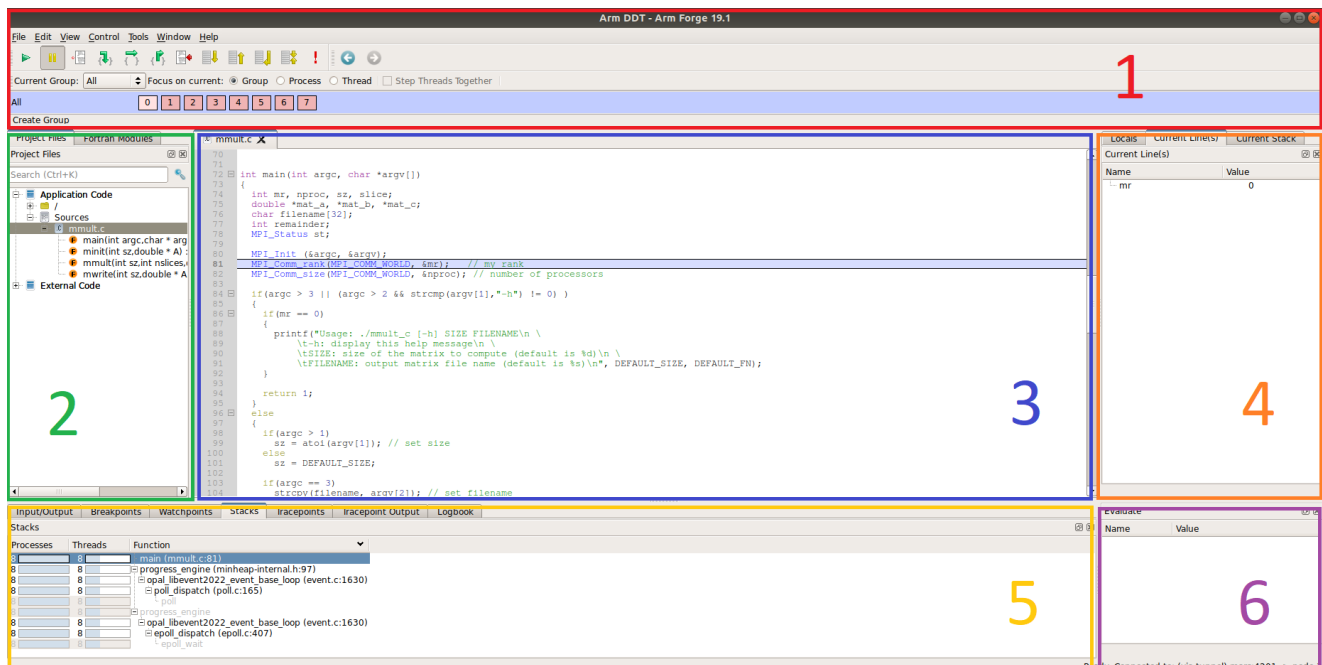 Arm DDT - Arm Forge 19.1
File Edit View Control Tools Window Help
Current Group: All Focus on current: Group Process Thread Step Threads Together
All 0 1 2 3 4 5 6 7
Create Group
1
Project Files Fortran Modules
Project Files
Search (Ctrl+K)
Application Code
/
Sources
mmult.c
main(int argc,char * arg
minit(int sz,double * A) :
mmult(int sz,int nslices,
mwrite(int sz,double * A
External Code
2
mmult.c
70
71
72 int main(int argc, char *argv[])
73 {
74 int mr, nproc, sz, slice;
75 double *mat_a, *mat_b, *mat_c;
76 char filename[32];
77 int remainder;
78 MPI_Status st;
79
80 MPI_Init (&argc, &argv);
81 MPI_Comm_rank(MPI_COMM_WORLD, &mr); // my rank
82 MPI_Comm_size(MPI_COMM_WORLD, &nproc); // number of processors
83
84 if(argc > 3 || (argc > 2 && strcmp(argv[1],"-h") != 0) )
85 {
86 if(mr == 0)
87 {
88 printf("Usage: ./mmult_c [-h] SIZE FILENAME\n \
89 \t-h: display this help message\n \
90 \tSIZE: size of the matrix to compute (default is %d)\n \
91 \tFILENAME: output matrix file name (default is %s)\n", DEFAULT_SIZE, DEFAULT_FN);
92 }
93
94 return 1;
95 }
96 else
97 {
98 if(argc > 1)
99 sz = atoi(argv[1]); // set size
100 else
101 sz = DEFAULT_SIZE;
102
103 if(argc == 3)
104 strcpy(filename, argv[2]); // set filename
3
Locals Current Line(s) Current Stack
Current Line(s)
Name Value
mr 0
4
Input/Output Breakpoints Watchpoints Stacks Tracepoints Tracepoint Output Logbook
Stacks
Processes Threads Function
8 8 main (mmult.c:81)
8 8 progress_engine (minheap-internal.h:97)
8 8 opal_libevent2022_event_base_loop (event.c:1630)
8 8 poll_dispatch (poll.c:165)
8 8 poll
8 8 progress_engine
8 8 opal_libevent2022_event_base_loop (event.c:1630)
8 8 epoll_dispatch (epoll.c:407)
8 8 epoll_wait
5
Evaluate
Name Value
6